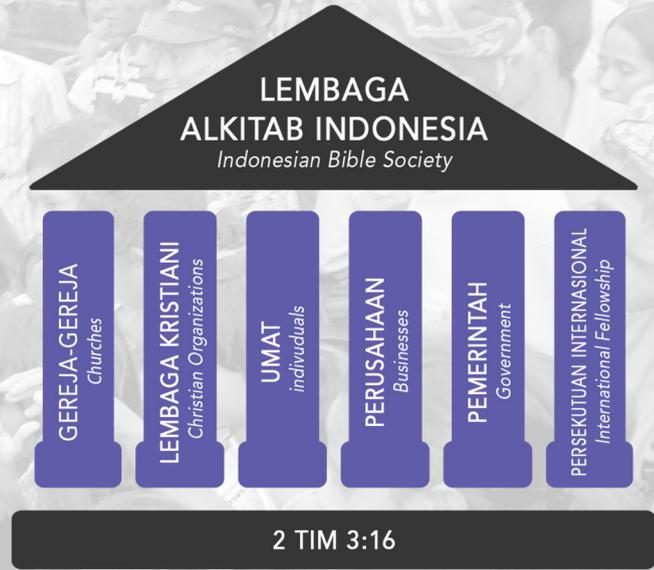 LEMBAGA
ALKITAB INDONESIA
Indonesian Bible Society
GEREJA-GEREJA
Churches
LEMBAGA KRISTIANI
Christian Organizations
UMAT
indivuduals
PERUSAHAAN
Businesses
PEMERINTAH
Government
PERSEKUTUAN INTERNASIONAL
International Fellowship
2 TIM 3:16